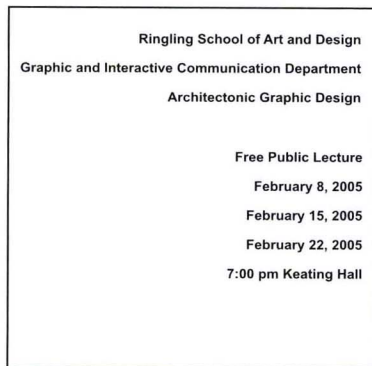 Ringling School of Art and Design
Graphic and Interactive Communication Department
Architectonic Graphic Design
Free Public Lecture
February 8, 2005
February 15, 2005
February 22, 2005
7:00 pm Keating Hall